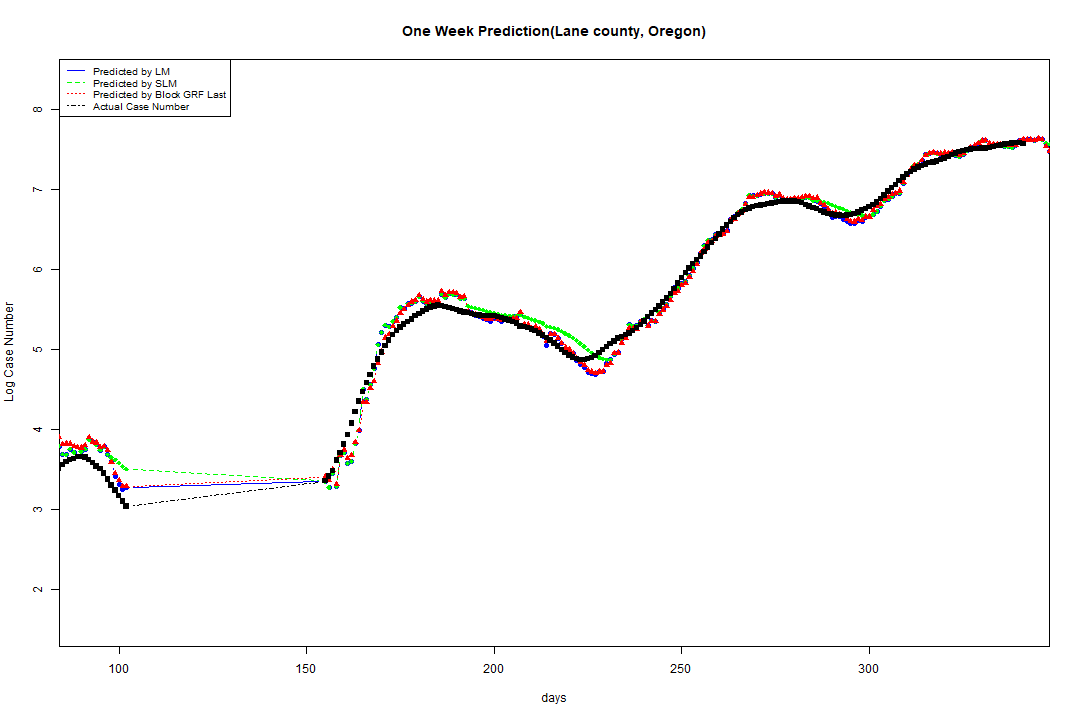 One Week Prediction(Lane county, Oregon)
Predicted by LM
Predicted by SLM
Predicted by Block GRF Last
Actual Case Number
8
7
6
5
4
3
2
Log Case Number
100 150 200 250 300
days